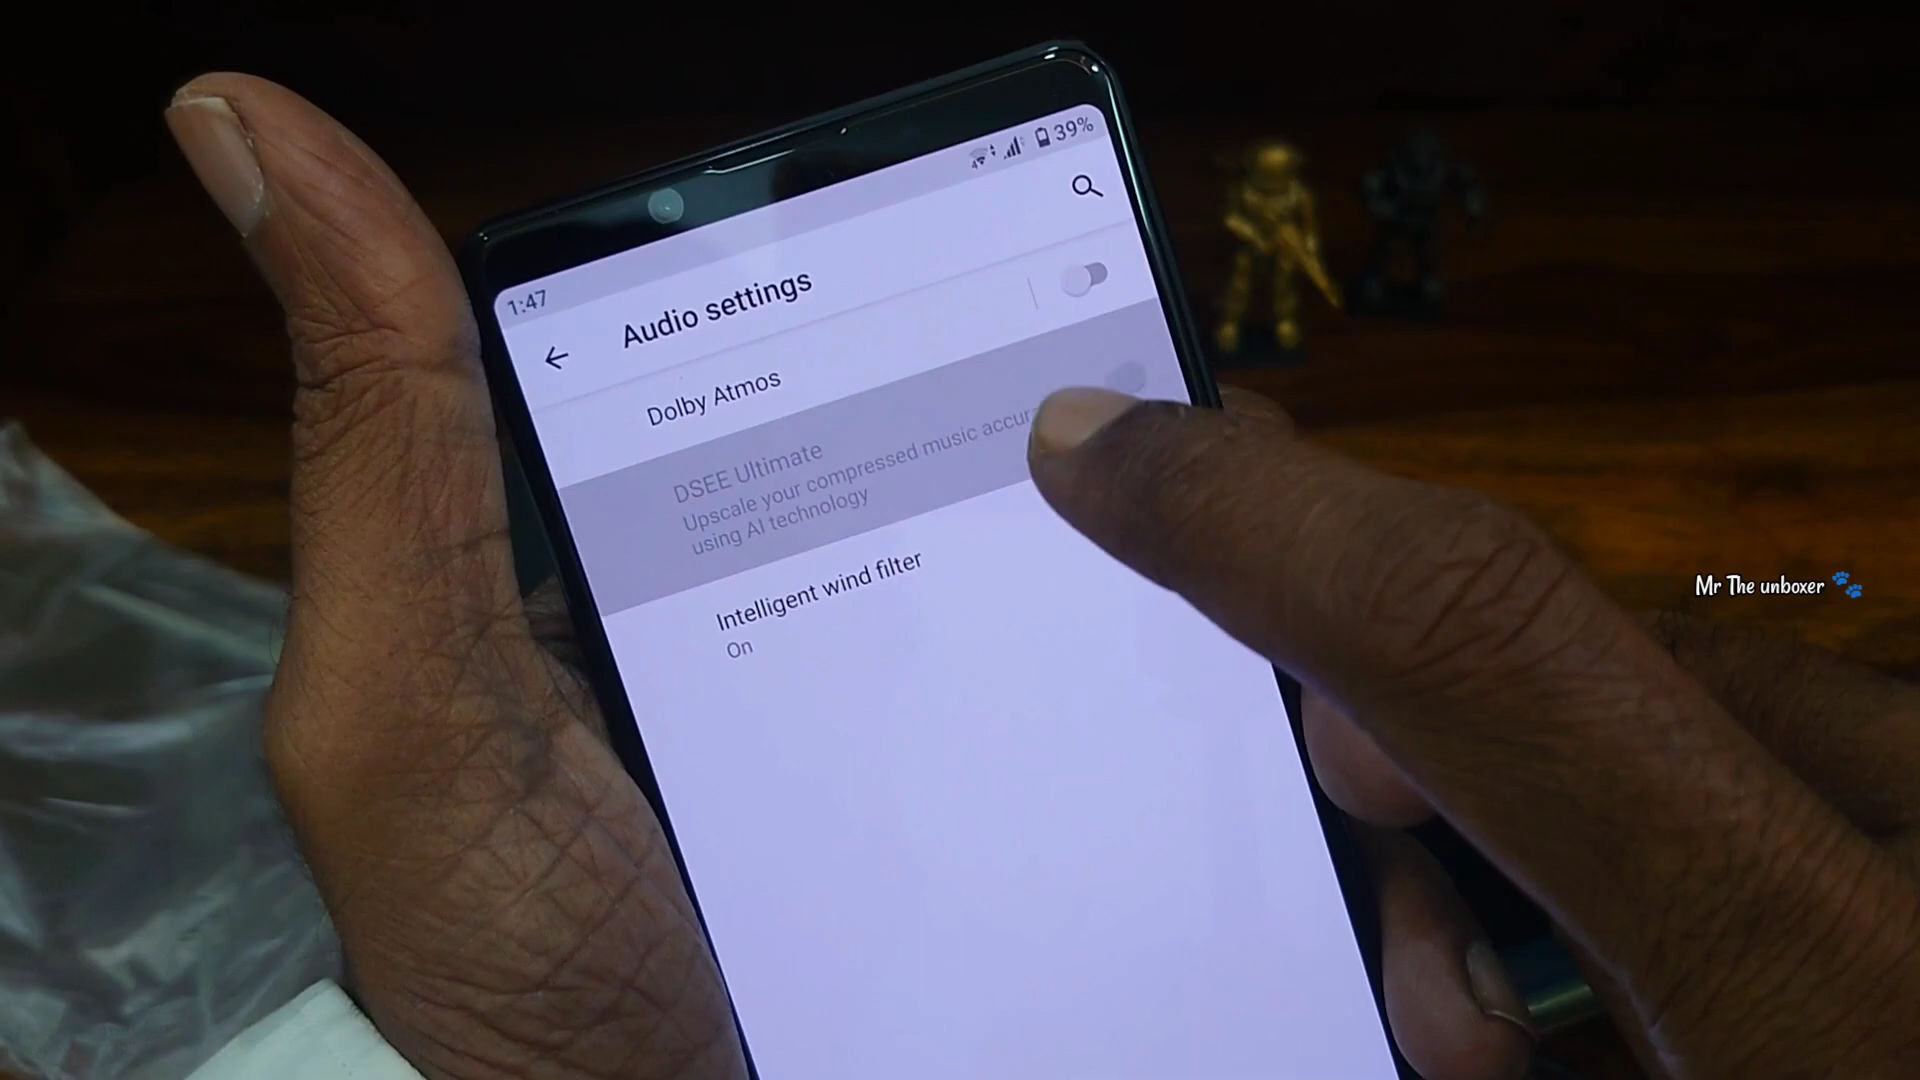 1:47
39%
Audio settings
Dolby Atmos
DSEE Ultimate
Upscale your compressed music
using AI technology
Intelligent wind filter
On
Mr The unboxer